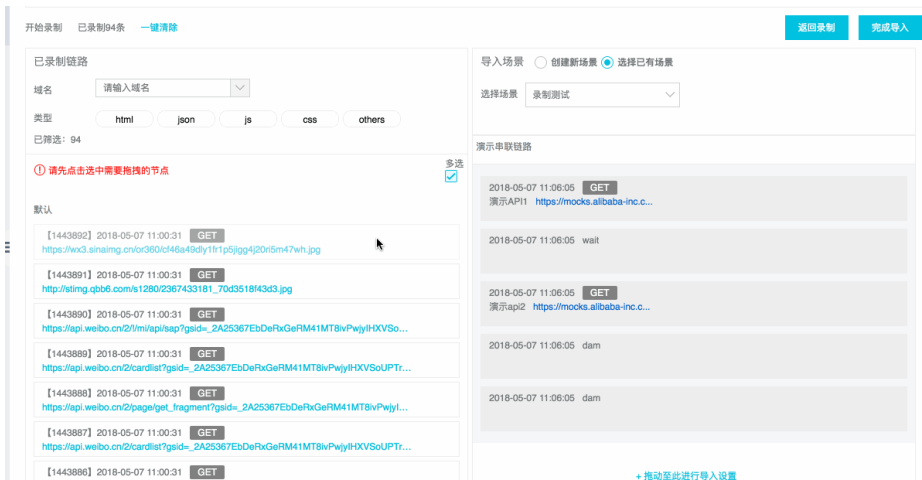 开始录制 已录制94条 一键清除 返回录制 完成导入
已录制链路
域名 请输入域名
类型 html json js css others
已筛选：94
请先点击选中需要拖拽的节点 多选
默认
【1443892】2018-05-07 11:00:31 GET
https://wx3.sinaimg.cn/or360/cf46a49dly1fr1p5jigg4j20ri5m47wh.jpg
【1443891】2018-05-07 11:00:31 GET
http://stimg.qbb6.com/s1280/2367433181_70d3518f43d3.jpg
【1443890】2018-05-07 11:00:31 GET
https://api.weibo.cn/2/!/mi/api/sap?gsid=_2A25367EbDeRxGeRM41MT8ivPwjyIHXVSo...
【1443889】2018-05-07 11:00:31 GET
https://api.weibo.cn/2/cardlist?gsid=_2A25367EbDeRxGeRM41MT8ivPwjyIHXVSoUPTr...
【1443888】2018-05-07 11:00:31 GET
https://api.weibo.cn/2/page/get_fragment?gsid=_2A25367EbDeRxGeRM41MT8ivPwjyI...
【1443887】2018-05-07 11:00:31 GET
https://api.weibo.cn/2/cardlist?gsid=_2A25367EbDeRxGeRM41MT8ivPwjyIHXVSoUPTr...
【1443886】2018-05-07 11:00:31 GET
导入场景 创建新场景 选择已有场景
选择场景 录制测试
演示串联链路
2018-05-07 11:06:05 GET
演示API1 https://mocks.alibaba-inc.c...
2018-05-07 11:06:05 wait
2018-05-07 11:06:05 GET
演示api2 https://mocks.alibaba-inc.c...
2018-05-07 11:06:05 dam
2018-05-07 11:06:05 dam
+ 拖动至此进行导入设置